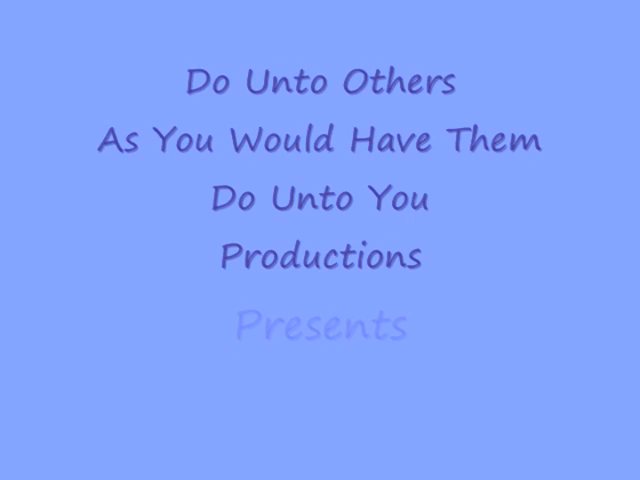 Do Unto Others
As You Would Have Them
Do Unto You
Productions
Presents